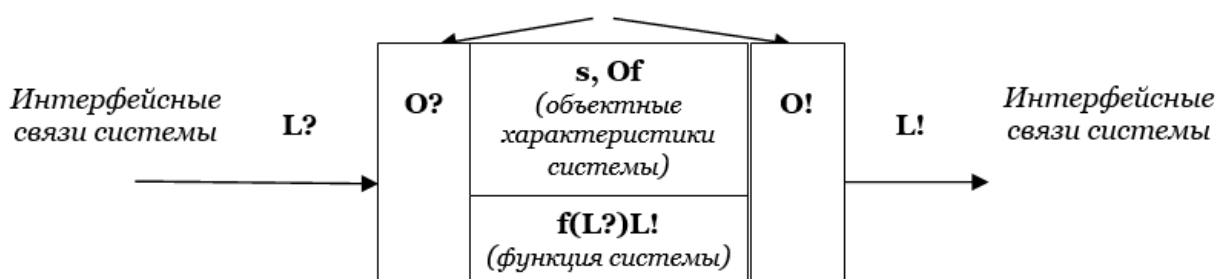 Интерфейсные
связи системы
L?
O?
s, Of
(объектные
характеристики
системы)
f(L?)L!
(функция системы)
O!
L!
Интерфейсные
связи системы